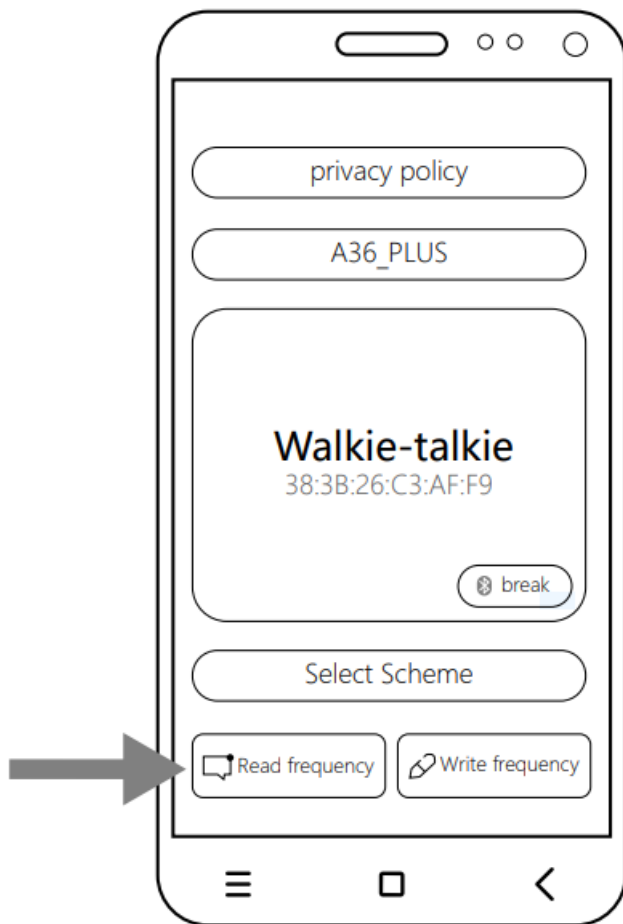 privacy policy
A36_PLUS
Walkie-talkie
38:3B:26:C3:AF:F9
break
Select Scheme
Read frequency
Write frequency